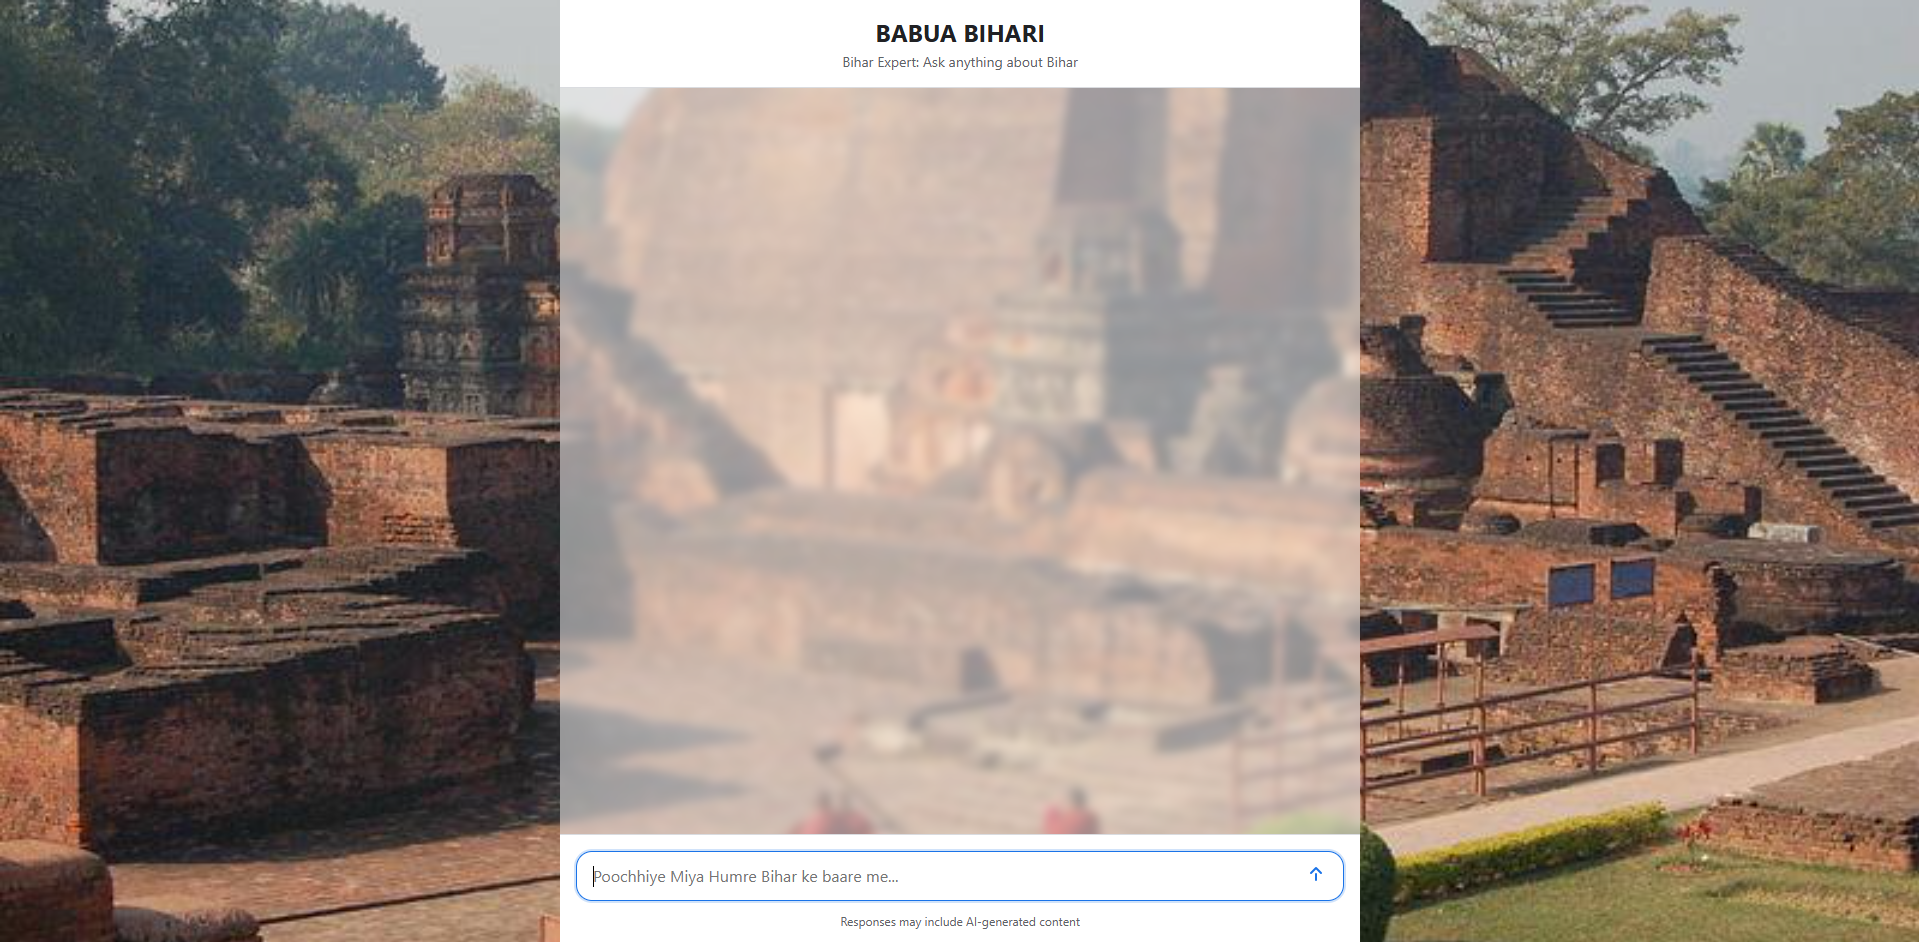 BABUA BIHARI
Bihar Expert: Ask anything about Bihar
Poochhiye Miya Humre Bihar ke baare me...
Responses may include AI-generated content